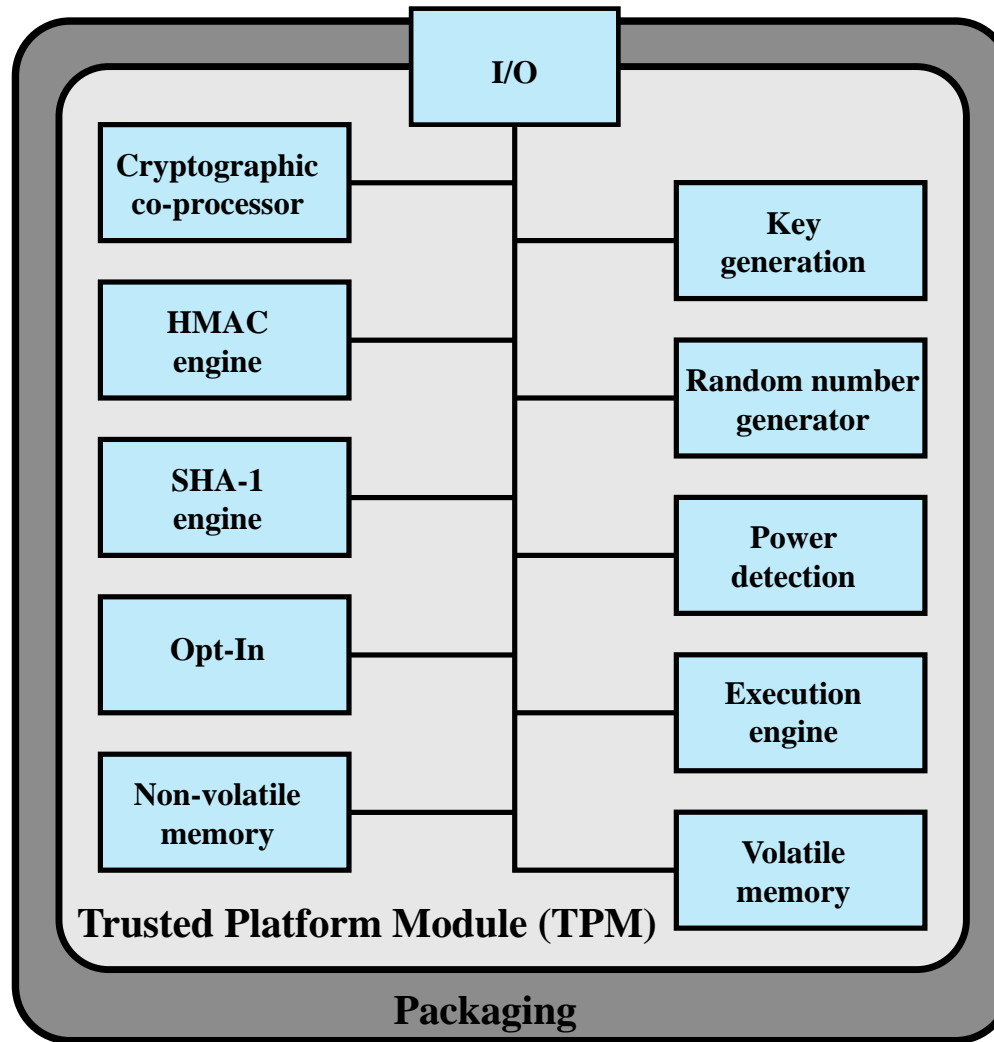 I/O
Cryptographic
co-processor
HMAC
engine
SHA-1
engine
Opt-In
Non-volatile
memory
Key
generation
Random number
generator
Power
detection
Execution
engine
Volatile
memory
Trusted Platform Module (TPM)
Packaging